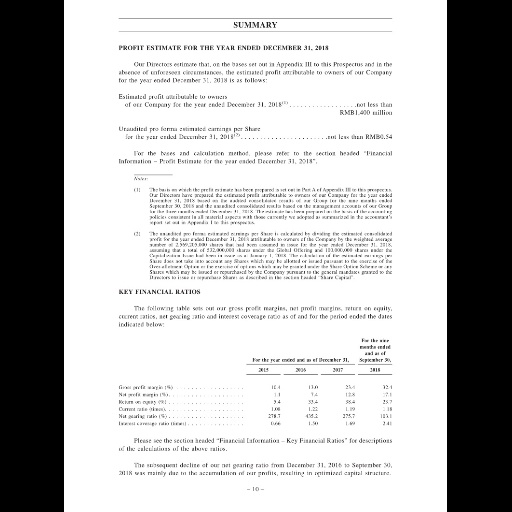 SUMMARY
PROFIT ESTIMATE FOR THE YEAR ENDED DECEMBER 31, 2018
Our Directors estimate that, on the bases set out in Appendix III to this Prospectus and in the
absence of unforeseen circumstances, the estimated profit attributable to owners of our Company
for the year ended December 31, 2018 is as follows:
Estimated profit attributable to owners
of our Company for the year ended December 31, 2018(1) . . . . . . . . . . . . . . . . . .not less than
RMB1,400 million
Unaudited pro forma estimated earnings per Share
for the year ended December 31, 2018(2) . . . . . . . . . . . . . . . . . . . . . . .not less than RMB0.54
For the bases and calculation method, please refer to the section headed "Financial
Information – Profit Estimate for the year ended December 31, 2018".
Notes:
(1) The basis on which the profit estimate has been prepared is set out in Part A of Appendix III to this prospectus.
Our Directors have prepared the estimated profit attributable to owners of our Company for the year ended
December 31, 2018 based on the audited consolidated results of our Group for the nine months ended
September 30, 2018 and the unaudited consolidated results based on the management accounts of our Group
for the three months ended December 31, 2018. The estimate has been prepared on the basis of the accounting
policies consistent in all material aspects with those currently we adopted as summarized in the accountant's
report set out in Appendix I to this prospectus.
(2) The unaudited pro forma estimated earnings per Share is calculated by dividing the estimated consolidated
profit for the year ended December 31, 2018 attributable to owners of the Company by the weighted average
number of shares that had been assumed in issue for the year ended December 31, 2018,
assuming that a total of shares under the Global Offering and shares under the
Capitalization Issue had been in issue as at January 1, 2018. The calculation of the estimated earnings per
Share does not take into account any Shares which may be allotted or issued pursuant to the exercise of the
Over-allotment Option or the exercise of options which may be granted under the Share Option Scheme or any
Shares which may be issued or repurchased by the Company pursuant to the general mandates granted to the
Directors to issue or repurchase Shares as described in the section headed "Share Capital".
KEY FINANCIAL RATIOS
The following table sets out our gross profit margins, net profit margins, return on equity,
current ratios, net gearing ratio and interest coverage ratio as of and for the period ended the dates
indicated below:
For the nine
months ended
and as of
For the year ended and as of December 31, September 30,
2015 2016 2017 2018
Gross profit margin (%) . . . . . . . . . . . . . . . . . . . 10.4 13.0 23.4 32.4
Net profit margin (%) . . . . . . . . . . . . . . . . . . . . 1.3 7.4 12.8 17.1
Return on equity (%) . . . . . . . . . . . . . . . . . . . . 5.4 33.4 38.4 23.7
Current ratio (times) . . . . . . . . . . . . . . . . . . . . 1.08 1.22 1.19 1.18
Net gearing ratio (%) . . . . . . . . . . . . . . . . . . . . 278.7 435.2 275.7 103.1
Interest coverage ratio (times) . . . . . . . . . . . . . . 0.66 1.50 1.69 2.41
Please see the section headed "Financial Information – Key Financial Ratios" for descriptions
of the calculations of the above ratios.
The subsequent decline of our net gearing ratio from December 31, 2016 to September 30,
2018 was mainly due to the accumulation of our profits, resulting in optimized capital structure.
– 10 –